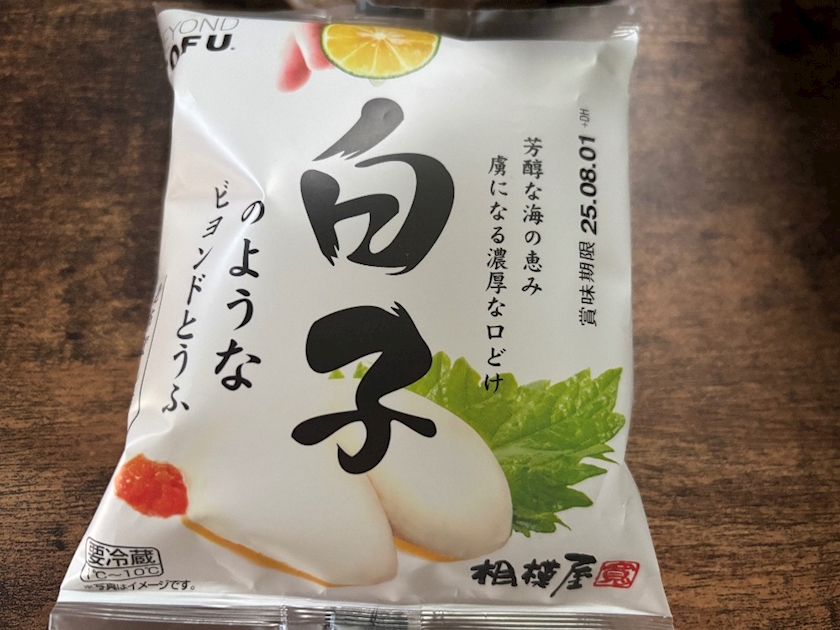 BEYOND
TOFU
芳醇な海の恵み
虜になる濃厚な口どけ
賞味期限 25.08.01 +OH
白子
のような
ビヨンドとうふ
要冷蔵
1℃~10℃
※写真はイメージです。
相模屋